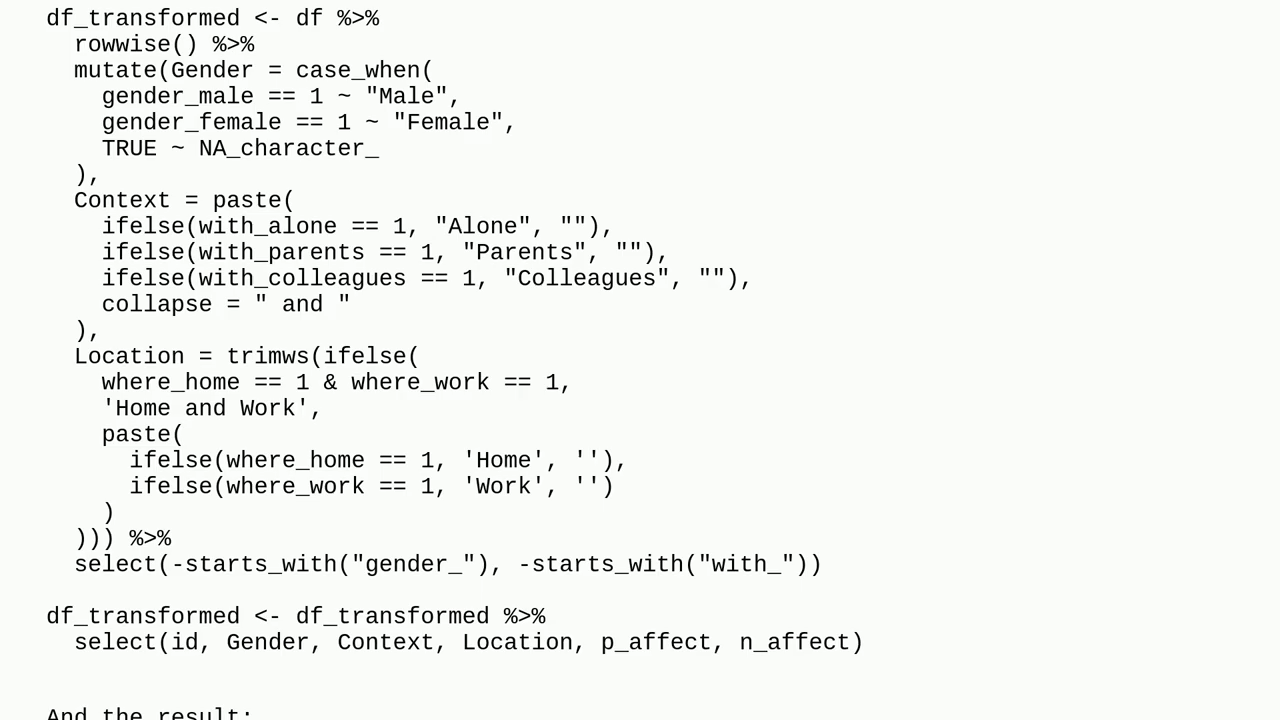 df_transformed <- df %>%
  rowwise() %>%
  mutate(Gender = case_when(
    gender_male == 1 ~ "Male",
    gender_female == 1 ~ "Female",
    TRUE ~ NA_character_
  ),
  Context = paste(
    ifelse(with_alone == 1, "Alone", ""),
    ifelse(with_parents == 1, "Parents", ""),
    ifelse(with_colleagues == 1, "Colleagues", ""),
    collapse = " and "
  ),
  Location = trimws(ifelse(
    where_home == 1 & where_work == 1,
    'Home and Work',
    paste(
      ifelse(where_home == 1, 'Home', ''),
      ifelse(where_work == 1, 'Work', '')
    )
  ))) %>%
  select(-starts_with("gender_"), -starts_with("with_"))

df_transformed <- df_transformed %>%
  select(id, Gender, Context, Location, p_affect, n_affect)

And the result: